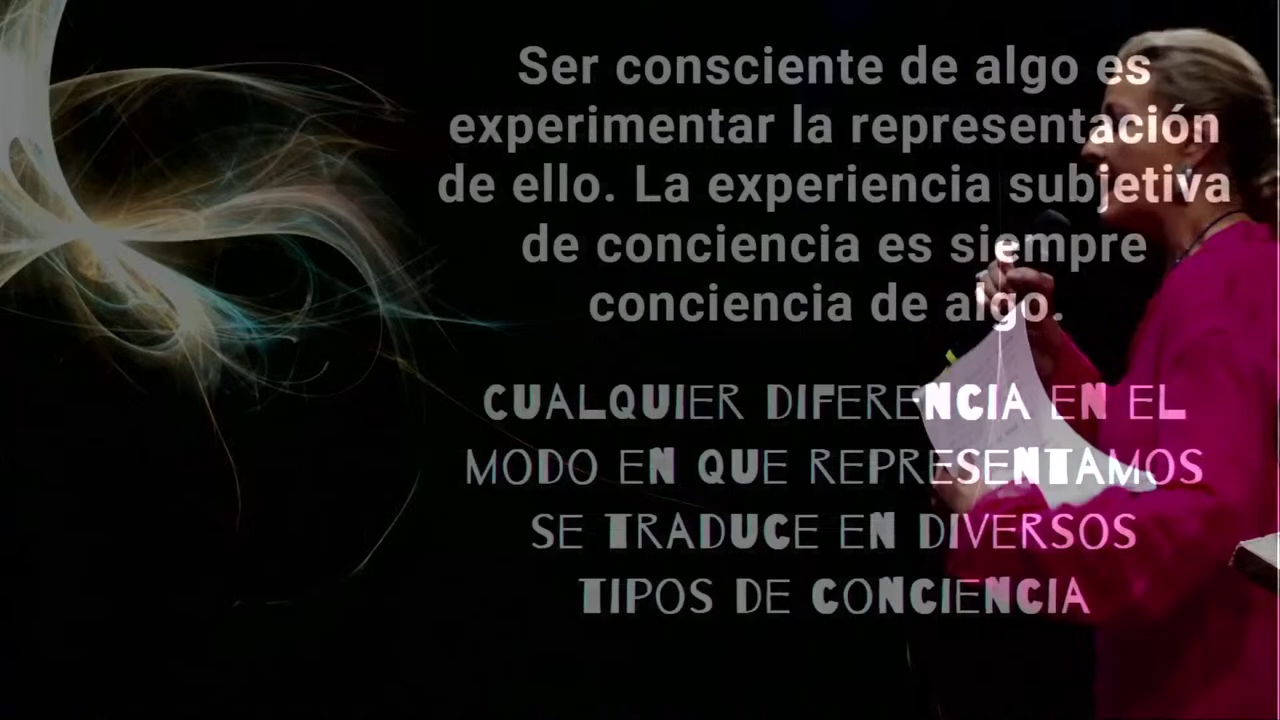 Ser consciente de algo es
experimentar la representación
de ello. La experiencia subjetiva
de conciencia es siempre
conciencia de algo.
CUALQUIER DIFERENCIA EN EL
MODO EN QUE REPRESENTAMOS
SE TRADUCE EN DIVERSOS
TIPOS DE CONCIENCIA